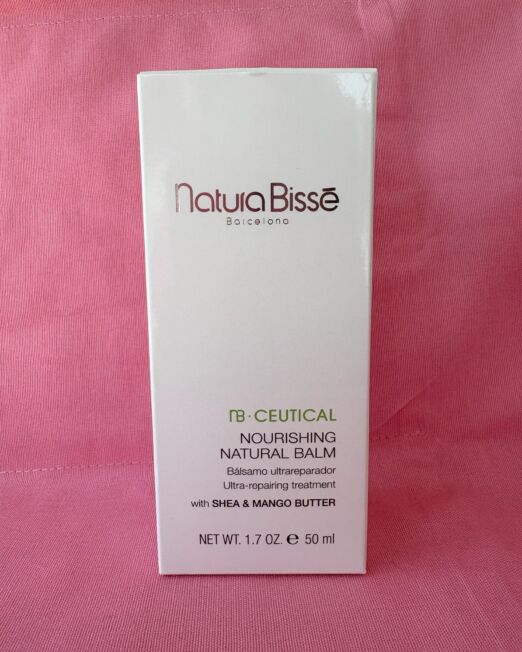 Natura Bissē
Barcelona
NB·CEUTICAL
NOURISHING
NATURAL BALM
Bálsamo ultrareparador
Ultra-repairing treatment
with SHEA & MANGO BUTTER
NET WT. 1.7 OZ. ℮ 50 ml